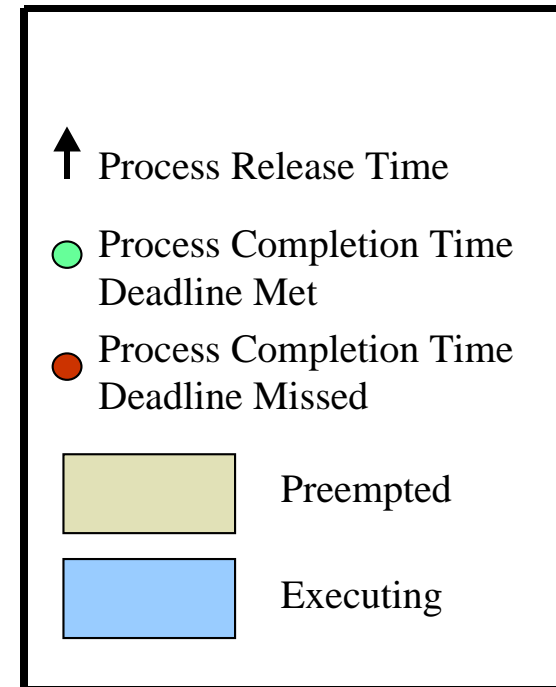 Process Release Time
Process Completion Time
Deadline Met
Process Completion Time
Deadline Missed
Preempted
Executing